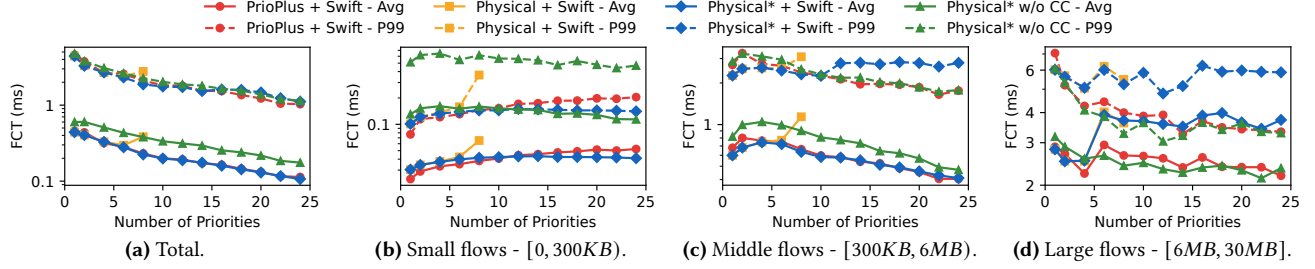 PrioPlus + Swift - Avg Physical + Swift - Avg Physical* + Swift - Avg Physical* w/o CC - Avg
PrioPlus + Swift - P99 Physical + Swift - P99 Physical* + Swift - P99 Physical* w/o CC - P99
FCT (ms)
1
0.1
0 5 10 15 20 25
Number of Priorities
(a) Total.
FCT (ms)
0.1
0 5 10 15 20 25
Number of Priorities
(b) Small flows - [0, 300KB).
FCT (ms)
1
0 5 10 15 20 25
Number of Priorities
(c) Middle flows - [300KB, 6MB).
FCT (ms)
6
4
3
2
0 5 10 15 20 25
Number of Priorities
(d) Large flows - [6MB, 30MB].